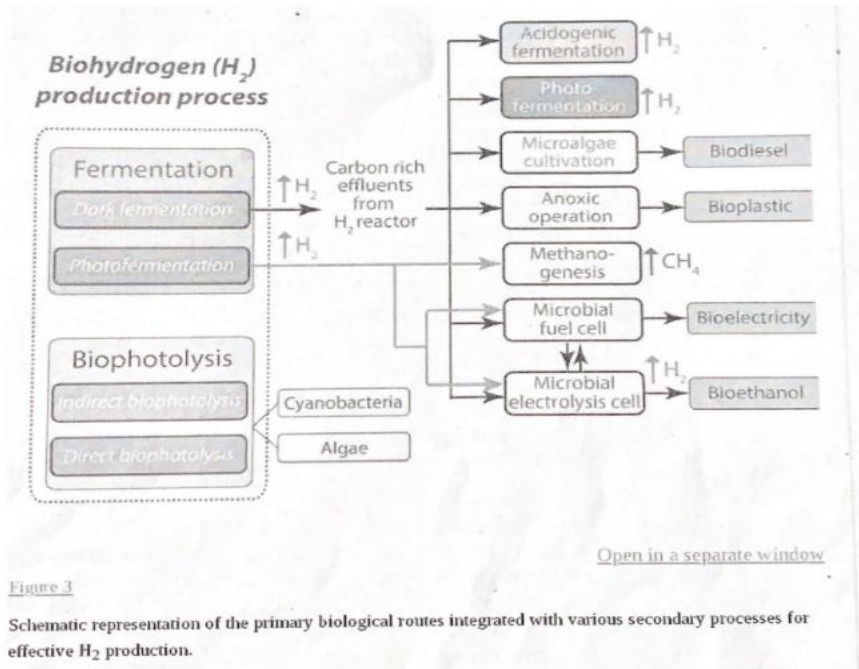 Biohydrogen (H2)
production process
Fermentation
Dark fermentation
Photofermentation
Biophotolysis
Indirect biophotolysis
Direct biophotolysis
Cyanobacteria
Algae
↑H2
↑H2
Carbon rich
effluents
from
H2 reactor
Acidogenic
fermentation
↑H2
Photo-
fermentation
↑H2
Microalgae
cultivation
Biodiesel
Anoxic
operation
Bioplastic
Methano-
genesis
↑CH4
Microbial
fuel cell
Bioelectricity
Microbial
electrolysis cell
↑H2
Bioethanol
Open in a separate window
Figure 3
Schematic representation of the primary biological routes integrated with various secondary processes for
effective H2 production.